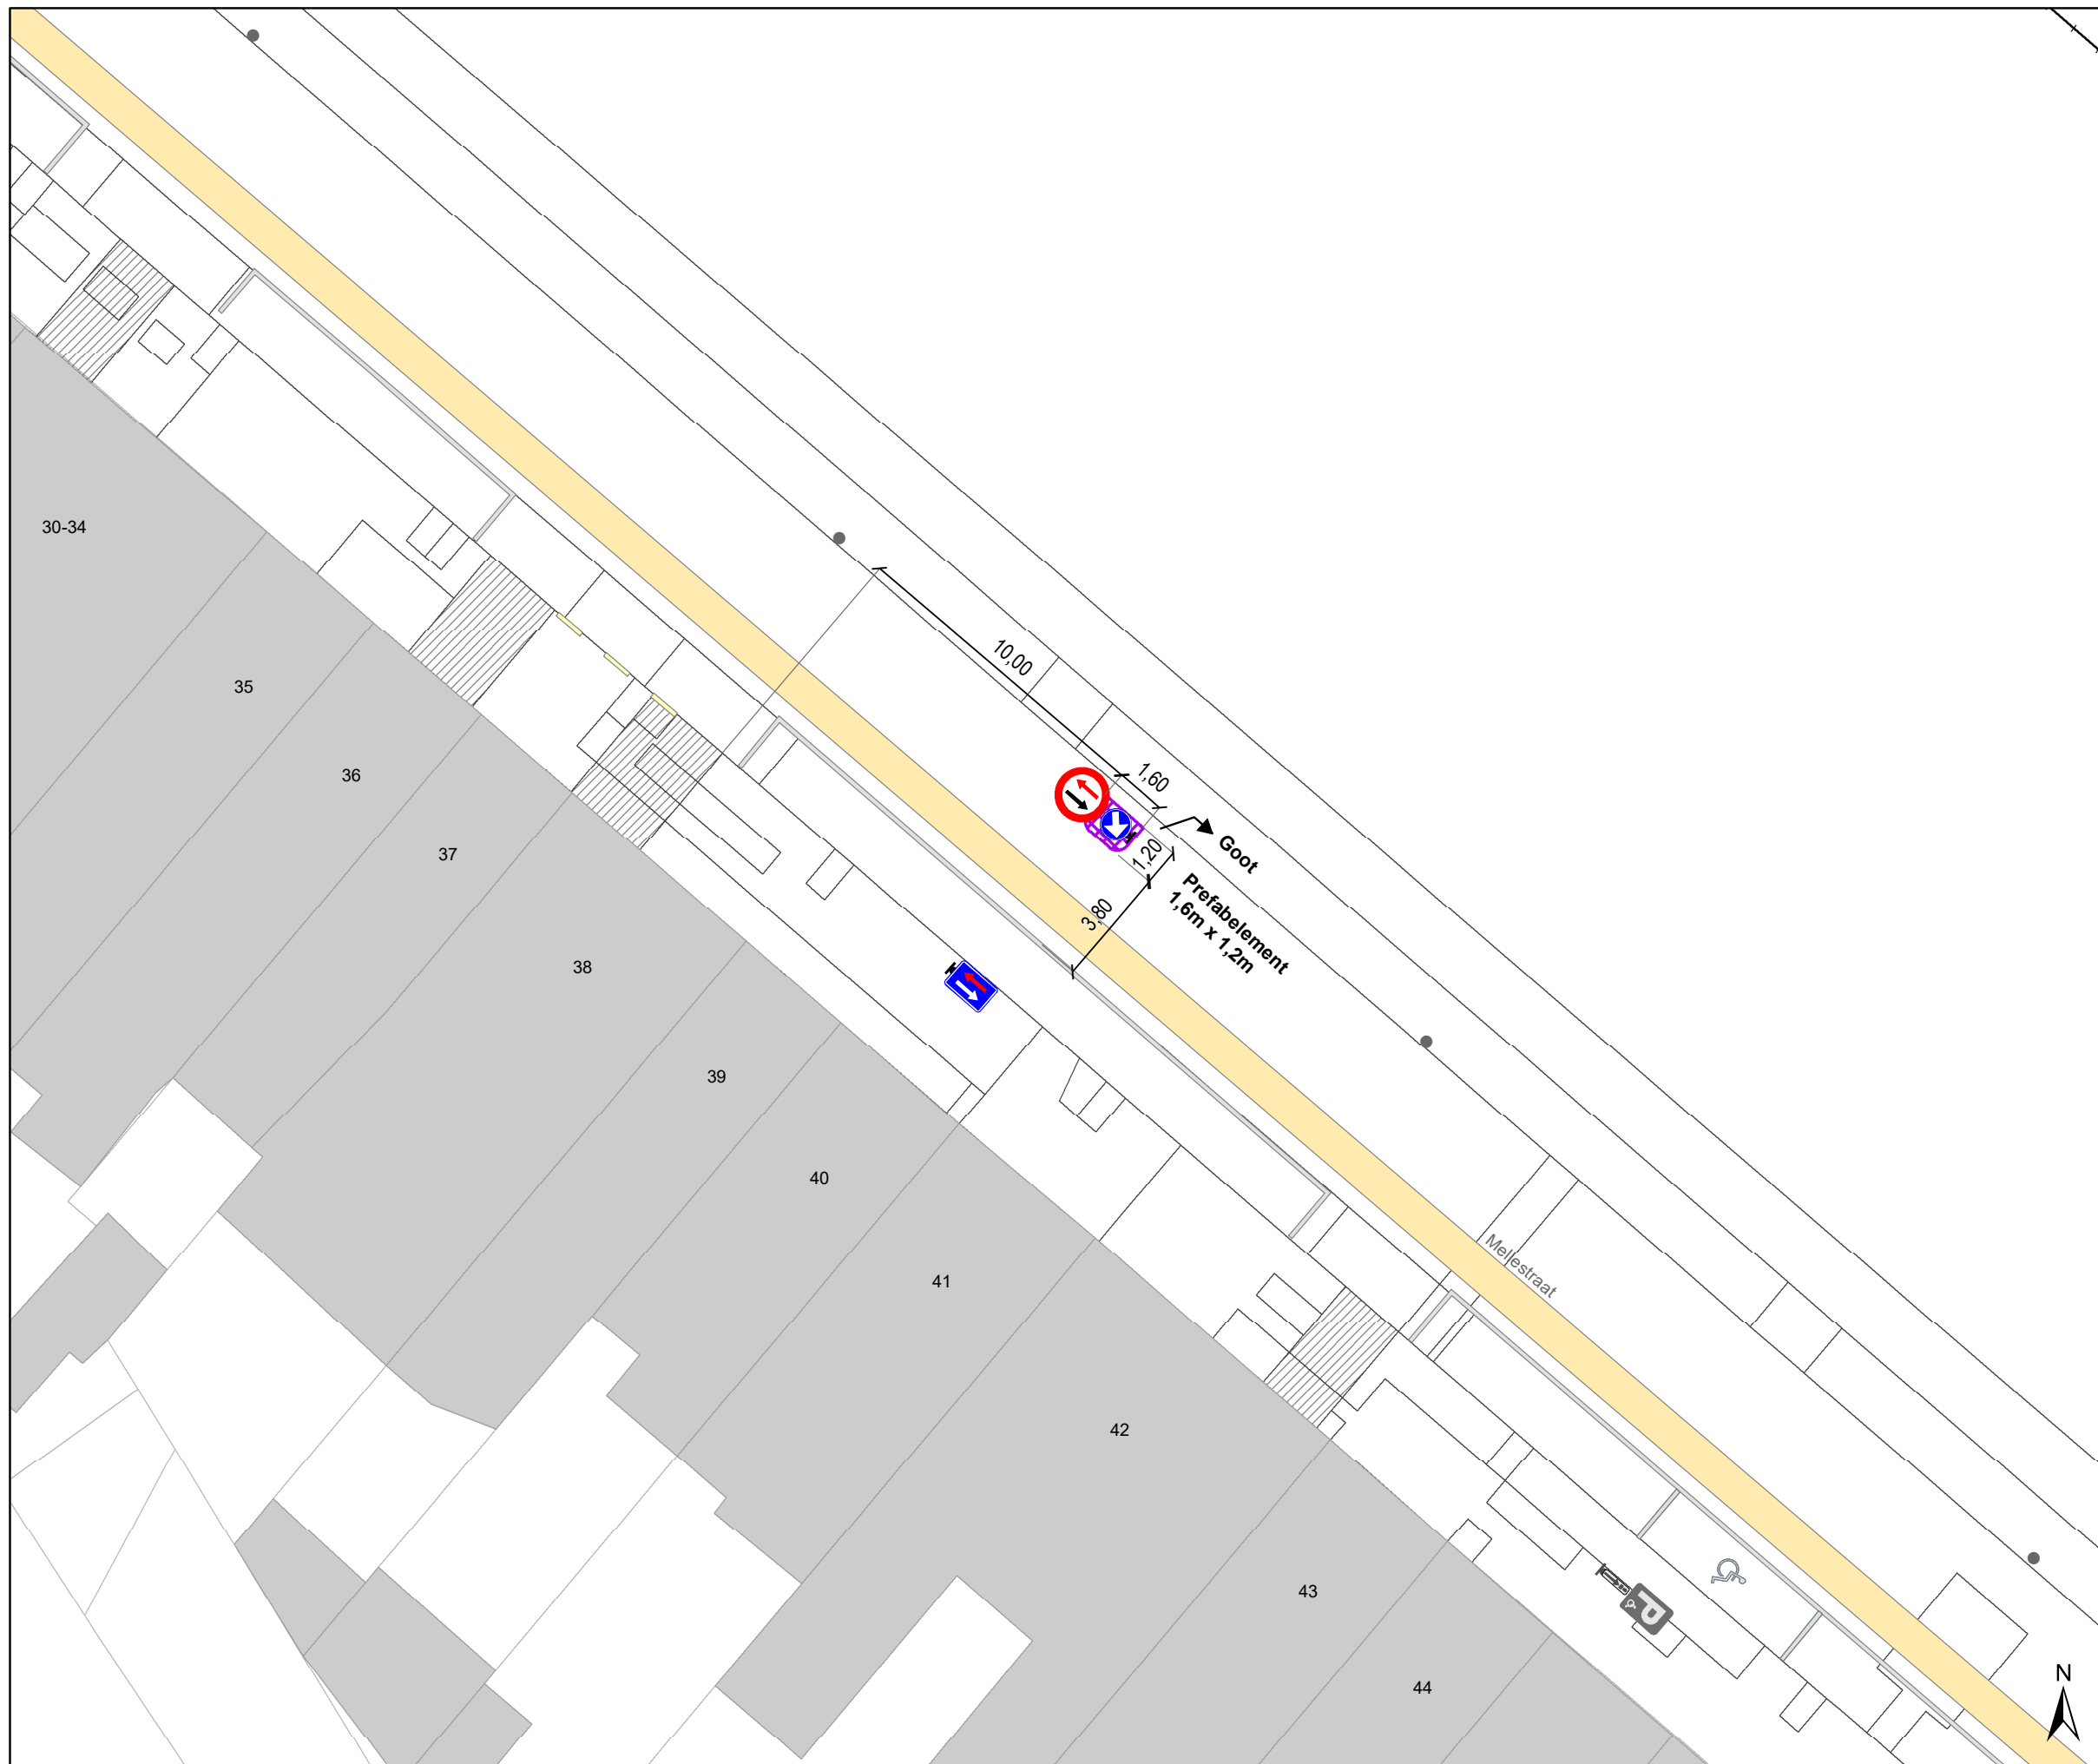 30-34
35
36
37
38
39
40
41
42
43
44
10,00
1,60
Goot
1,20
3,80
Prefabelement
1,6m x 1,2m
Mellestraat
P
N